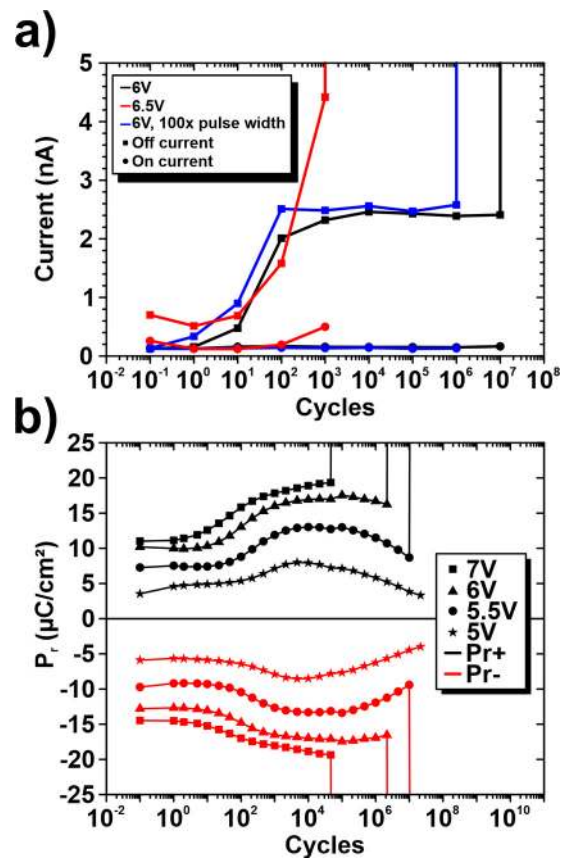 a)
5
4
3
2
1
0
Current (nA)
6V
6.5V
6V, 100x pulse width
Off current
On current
10⁻² 10⁻¹ 10⁰ 10¹ 10² 10³ 10⁴ 10⁵ 10⁶ 10⁷ 10⁸
Cycles
b)
25
20
15
10
5
0
-5
-10
-15
-20
-25
Pᵣ (µC/cm²)
7V
6V
5.5V
5V
Pr+
Pr-
10⁻² 10⁰ 10² 10⁴ 10⁶ 10⁸ 10¹⁰
Cycles